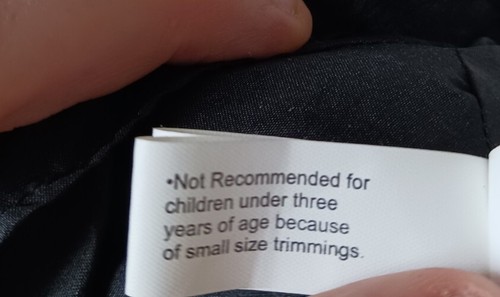 •Not Recommended for
children under three
years of age because
of small size trimmings.